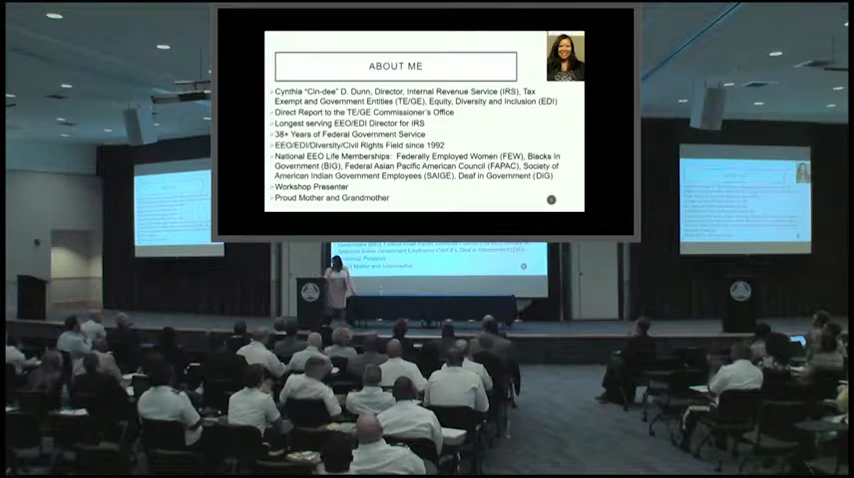 ABOUT ME
Cynthia "Cin-dee" D. Dunn, Director, Internal Revenue Service (IRS), Tax
Exempt and Government Entities (TE/GE), Equity, Diversity and Inclusion (EDI)
Direct Report to the TE/GE Commissioner's Office
Longest serving EEO/EDI Director for IRS
38+ Years of Federal Government Service
EEO/EDI/Diversity/Civil Rights Field since 1992
National EEO Life Memberships: Federally Employed Women (FEW), Blacks In
Government (BIG), Federal Asian Pacific American Council (FAPAC), Society of
American Indian Government Employees (SAIGE), Deaf in Government (DiG)
Workshop Presenter
Proud Mother and Grandmother